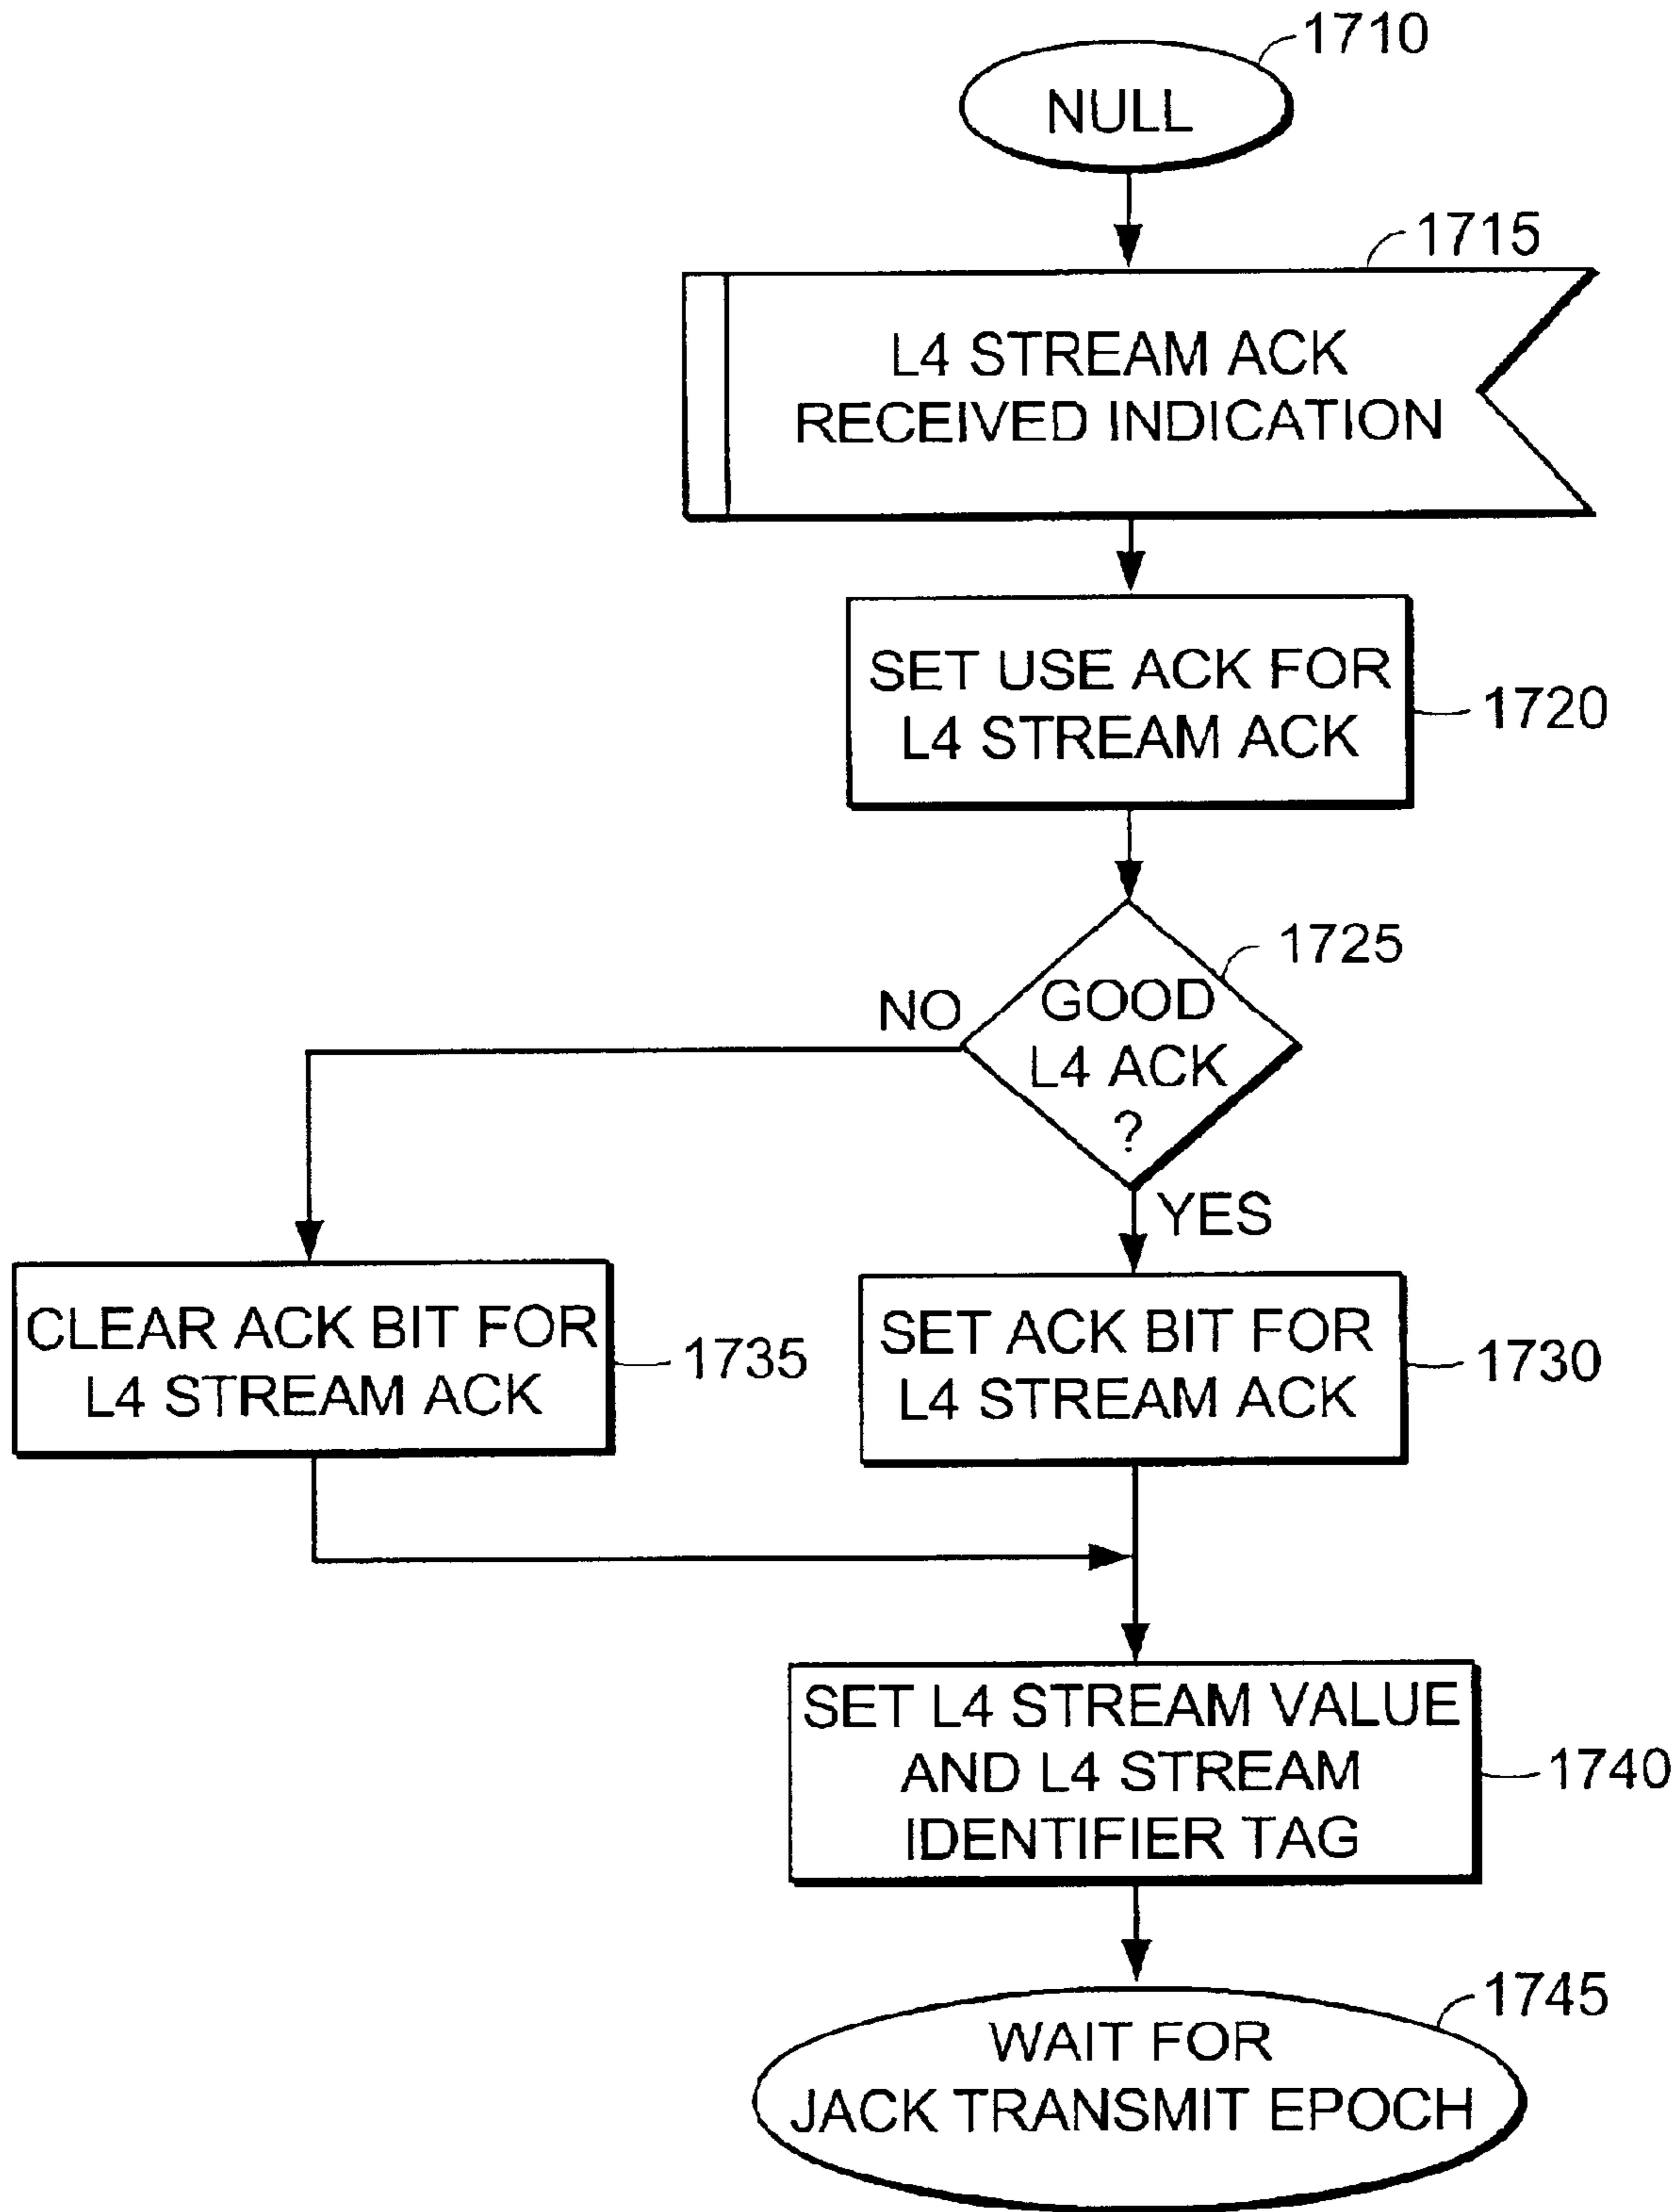 1710
NULL
1715
L4 STREAM ACK
RECEIVED INDICATION
SET USE ACK FOR
L4 STREAM ACK
1720
1725
NO
GOOD
L4 ACK
?
YES
CLEAR ACK BIT FOR
L4 STREAM ACK
1735
SET ACK BIT FOR
L4 STREAM ACK
1730
SET L4 STREAM VALUE
AND L4 STREAM
IDENTIFIER TAG
1740
1745
WAIT FOR
JACK TRANSMIT EPOCH